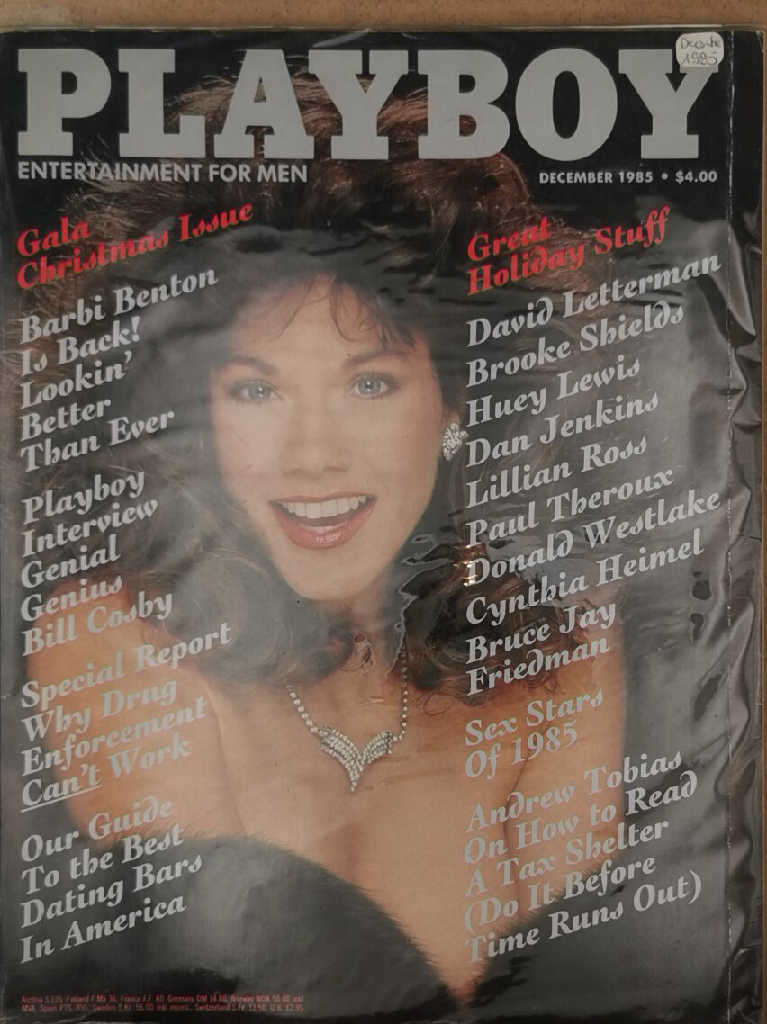 PLAYBOY
ENTERTAINMENT FOR MEN
DECEMBER 1985 • $4.00
Gala
Christmas Issue
Barbi Benton
Is Back!
Lookin'
Better
Than Ever
Playboy
Interview
Genial
Genius
Bill Cosby
Special Report
Why Drug
Enforcement
Can't Work
Our Guide
To the Best
Dating Bars
In America
Great
Holiday Stuff
David Letterman
Brooke Shields
Huey Lewis
Dan Jenkins
Lillian Ross
Paul Theroux
Donald Westlake
Cynthia Heimel
Bruce Jay
Friedman
Sex Stars
Of 1985
Andrew Tobias
On How to Read
A Tax Shelter
(Do It Before
Time Runs Out)